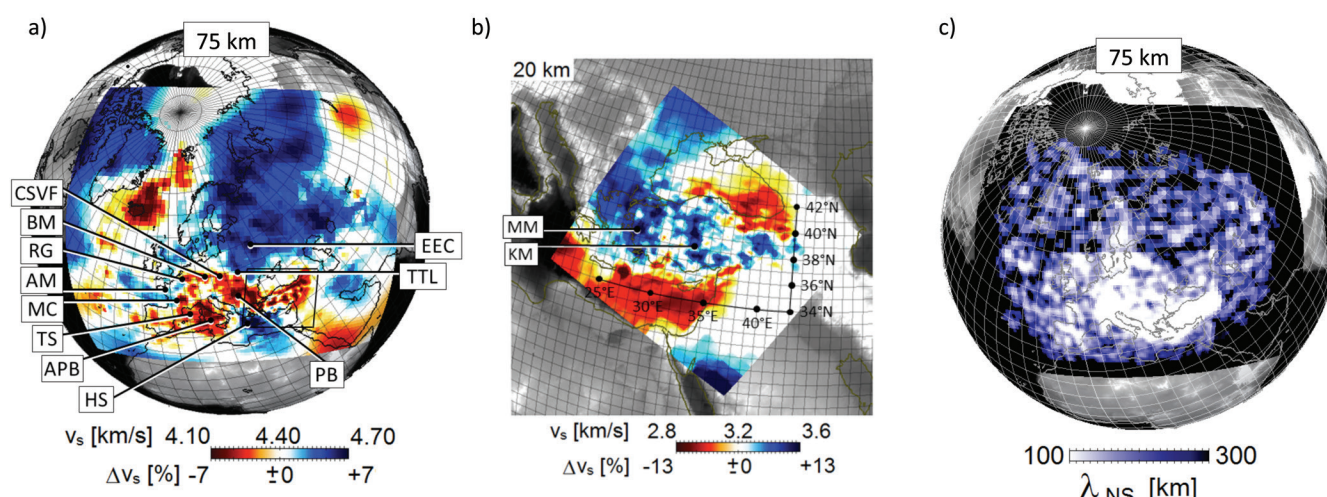 a)
75 km
CSVF
BM
RG
AM
MC
TS
APB
HS
EEC
TTL
PB
vs [km/s] 4.10 4.40 4.70
Δvs [%] -7 ±0 +7
b)
20 km
MM
KM
42°N
40°N
38°N
36°N
34°N
25°E
30°E
35°E
40°E
vs [km/s] 2.8 3.2 3.6
Δvs [%] -13 ±0 +13
c)
75 km
100 300
λ NS [km]